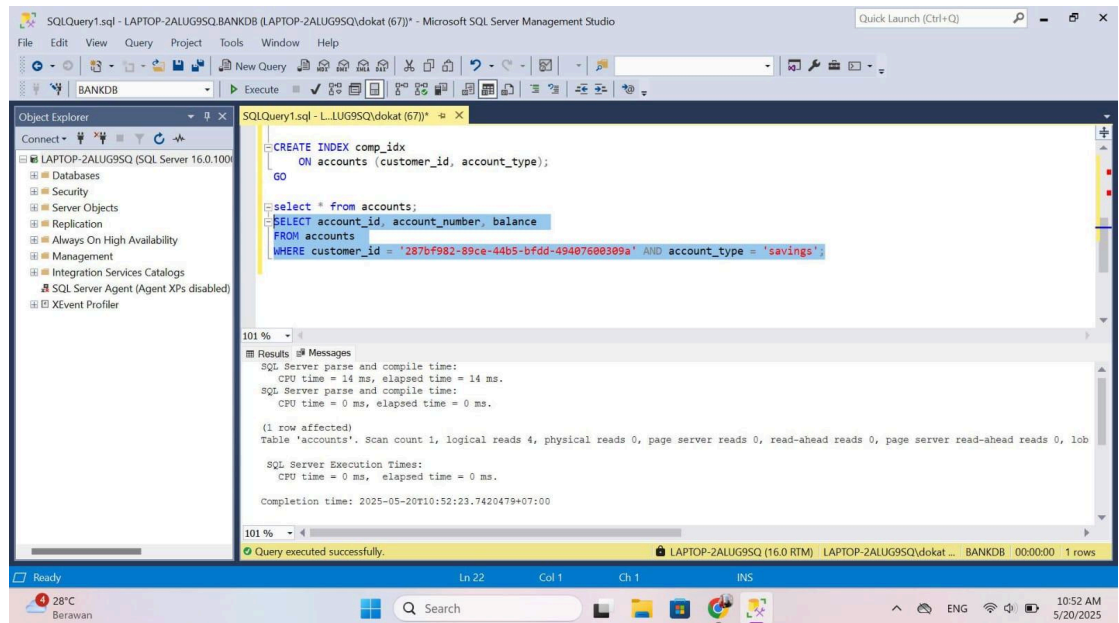 SQLQuery1.sql - LAPTOP-2ALUG9SQ.BANKDB (LAPTOP-2ALUG9SQ\dokat (67))* - Microsoft SQL Server Management Studio
Quick Launch (Ctrl+Q)
File Edit View Query Project Tools Window Help
New Query
BANKDB
Execute
Object Explorer
SQLQuery1.sql - L...LUG9SQ\dokat (67))*
Connect
LAPTOP-2ALUG9SQ (SQL Server 16.0.100
Databases
Security
Server Objects
Replication
Always On High Availability
Management
Integration Services Catalogs
SQL Server Agent (Agent XPs disabled)
XEvent Profiler
CREATE INDEX comp_idx
ON accounts (customer_id, account_type);
GO
select * from accounts;
SELECT account_id, account_number, balance
FROM accounts
WHERE customer_id = '287bf982-89ce-44b5-bfdd-49407600309a' AND account_type = 'savings';
101 %
Results Messages
SQL Server parse and compile time:
CPU time = 14 ms, elapsed time = 14 ms.
SQL Server parse and compile time:
CPU time = 0 ms, elapsed time = 0 ms.
(1 row affected)
Table 'accounts'. Scan count 1, logical reads 4, physical reads 0, page server reads 0, read-ahead reads 0, page server read-ahead reads 0, lob
SQL Server Execution Times:
CPU time = 0 ms, elapsed time = 0 ms.
Completion time: 2025-05-20T10:52:23.7420479+07:00
101 %
Query executed successfully.
LAPTOP-2ALUG9SQ (16.0 RTM) LAPTOP-2ALUG9SQ\dokat ... BANKDB 00:00:00 1 rows
Ready Ln 22 Col 1 Ch 1 INS
4 28°C
Berawan
Search
ENG
10:52 AM
5/20/2025